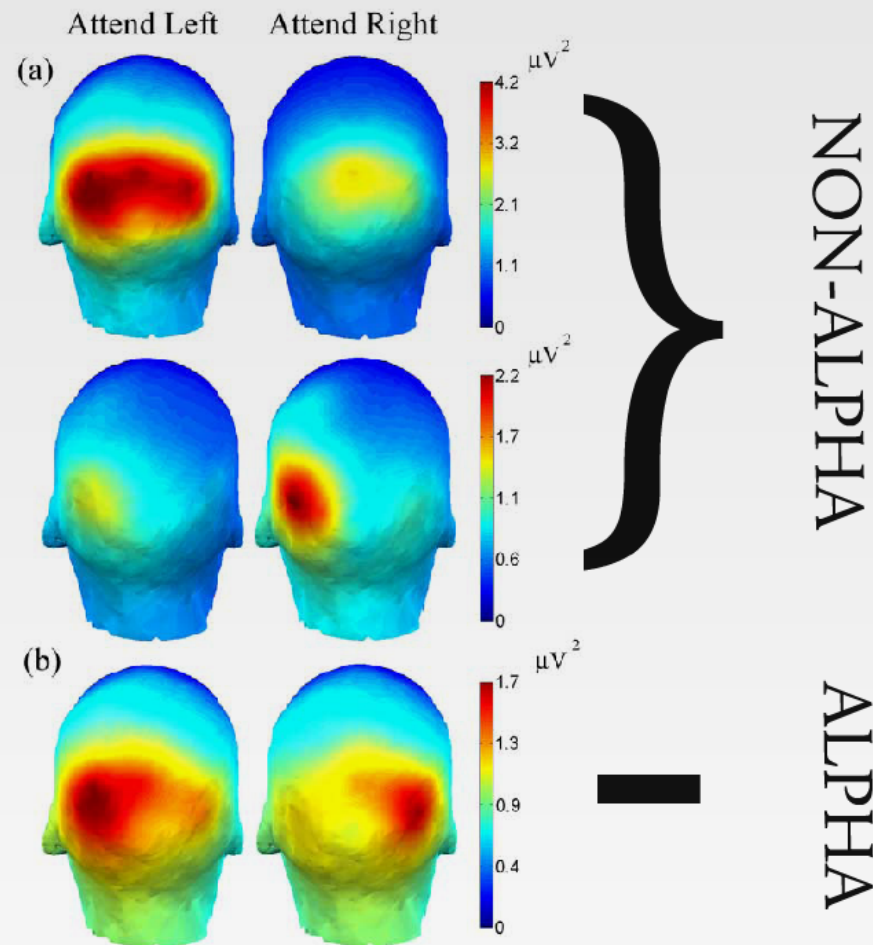 Attend Left Attend Right
(a)
μV²
4.2
3.2
2.1
1.1
0
μV²
2.2
1.7
1.1
0.6
0
NON-ALPHA
(b)
μV²
1.7
1.3
0.9
0.4
0
ALPHA